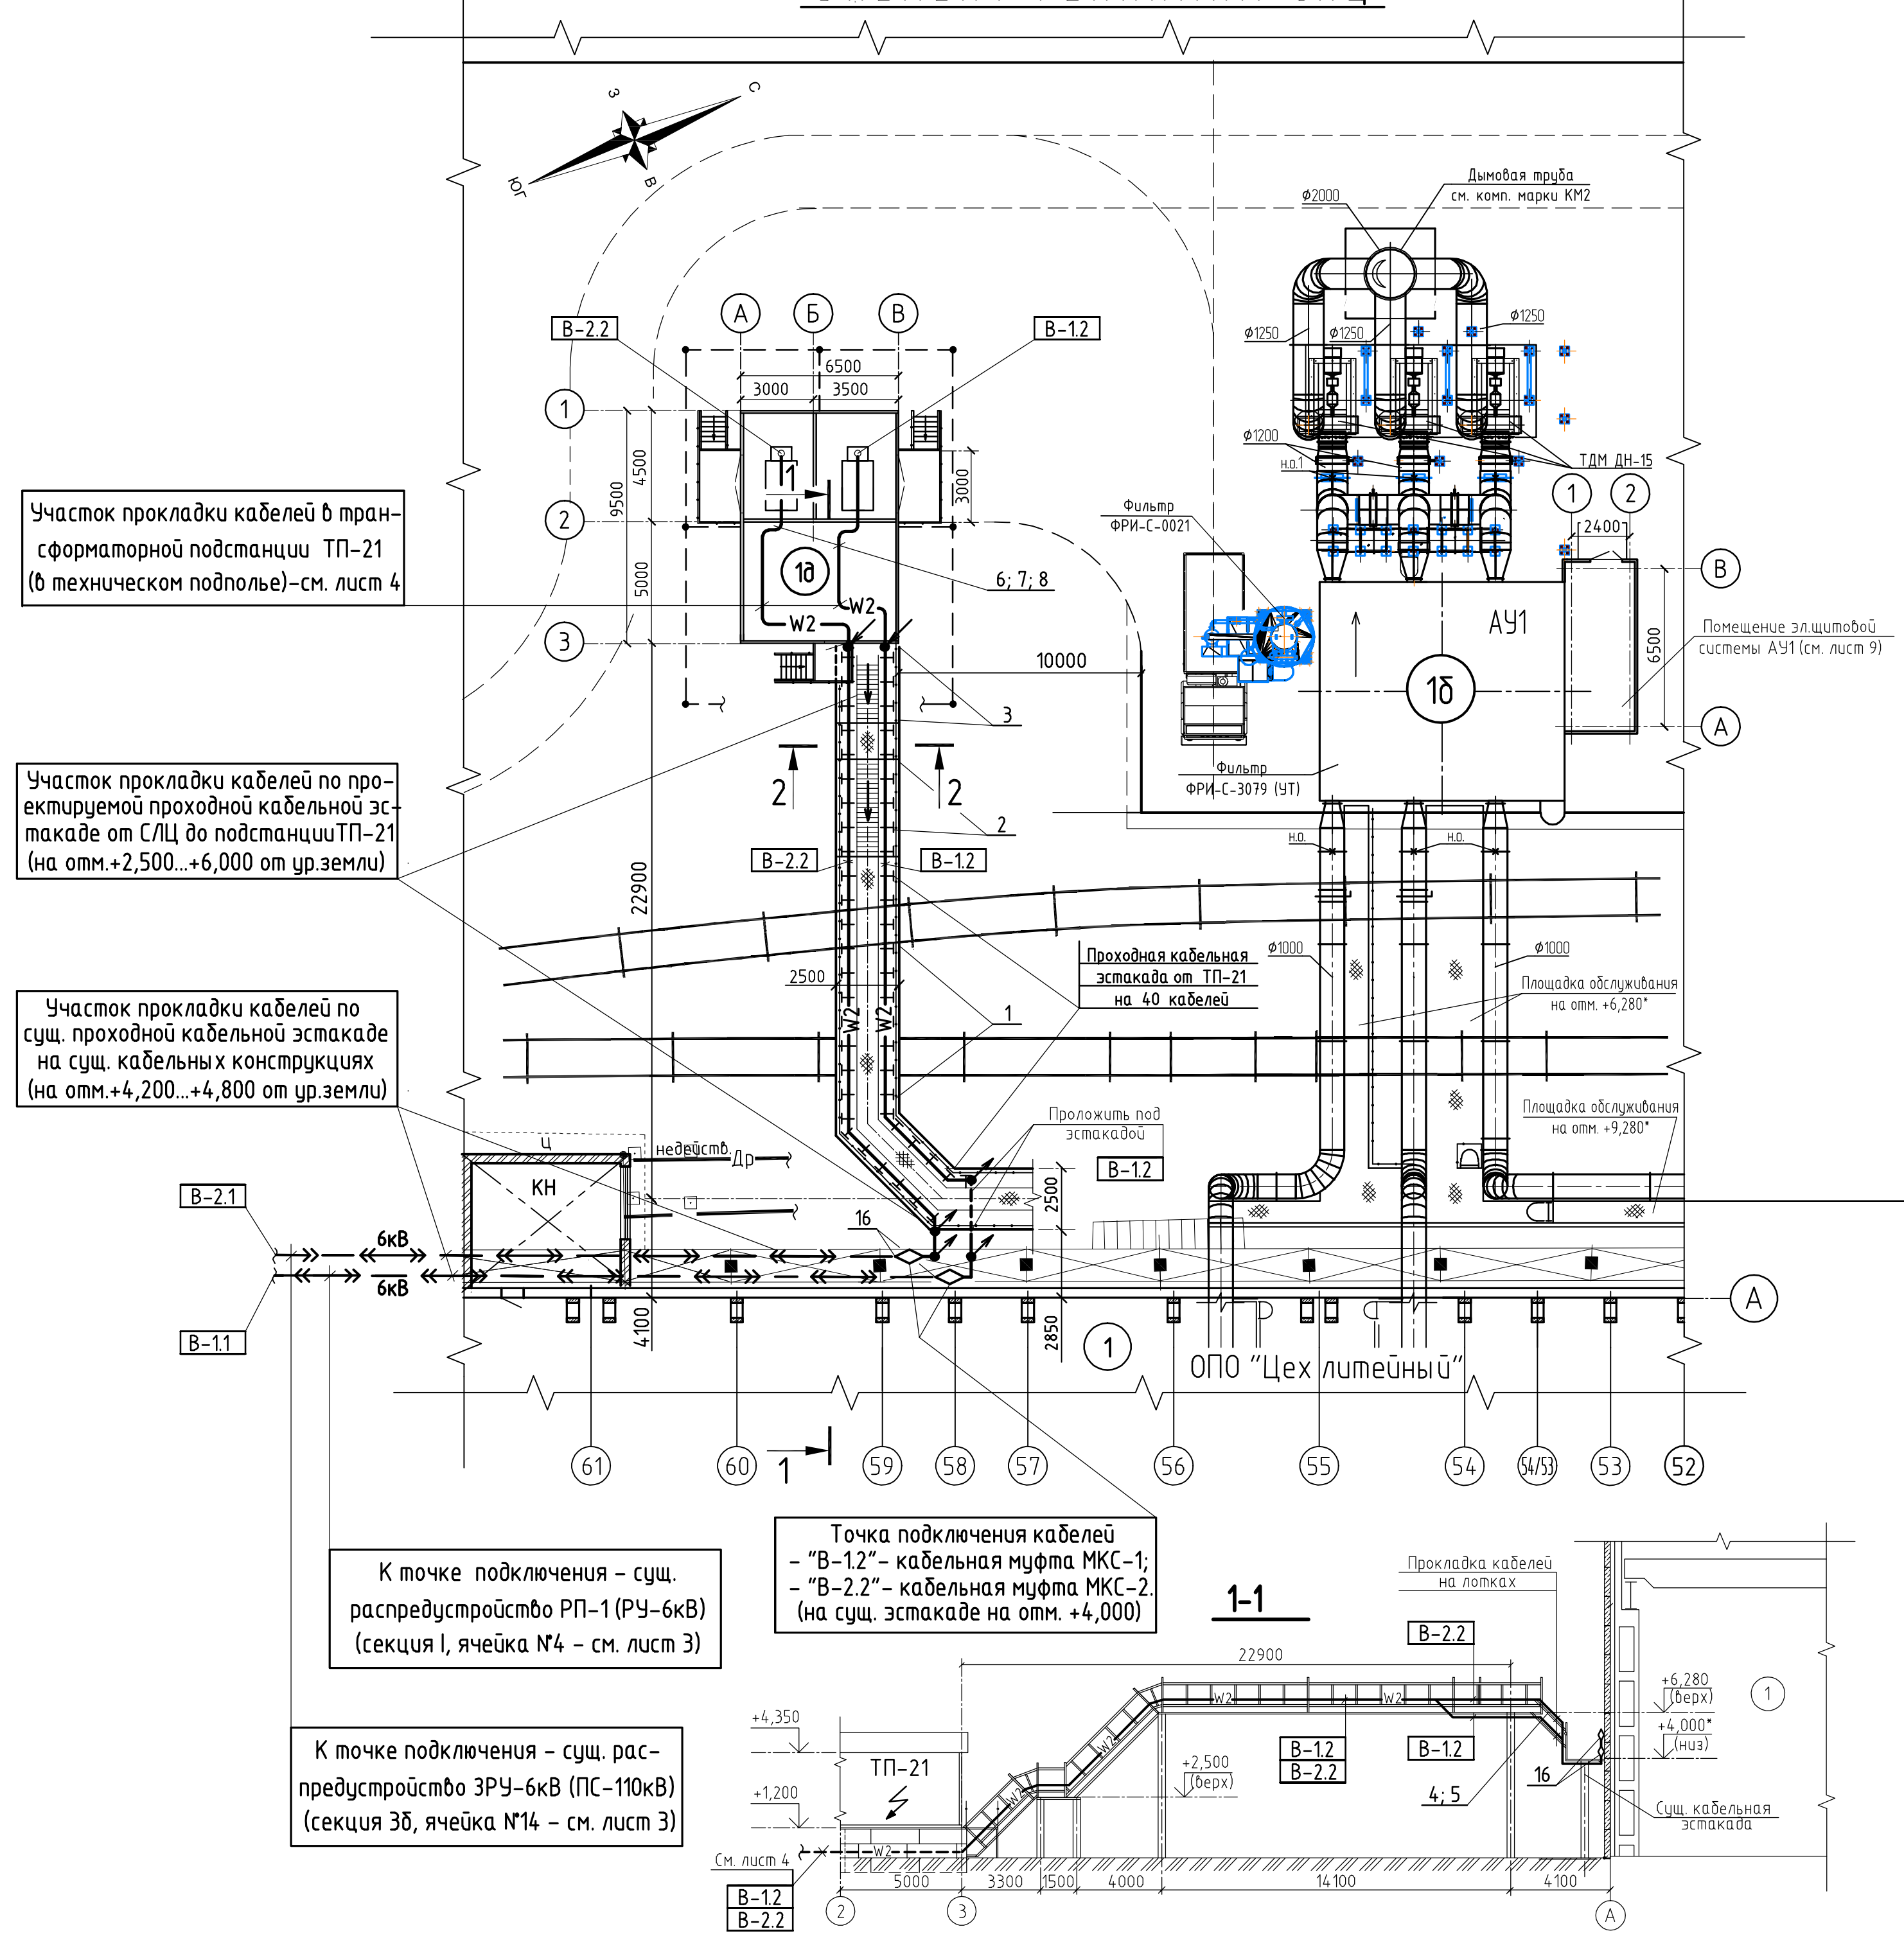 С
З
В
ЮГ
Дымовая труба
см. комп. марки КМ2
ϕ2000
ϕ1250
ϕ1250
ϕ1250
ϕ1200
н.о.1
ТДМ ДН-15
1
2
2400
А
Б
В
В-2.2
В-1.2
6500
3000
3500
1
2
3
4500
9500
5000
3000
1
1д
W2
W2
6; 7; 8
Участок прокладки кабелей в тран-
сформаторной подстанции ТП-21
(в техническом подполье)-см. лист 4
Фильтр
ФРИ-С-0021
АУ1
1б
В
А
6500
Помещение эл.щитовой
системы АУ1 (см. лист 9)
10000
3
2
2
2
Фильтр
ФРИ-С-3079 (УТ)
Участок прокладки кабелей по про-
ектируемой проходной кабельной эс-
такаде от СЛЦ до подстанцииТП-21
(на отм.+2,500...+6,000 от ур.земли)
В-2.2
В-1.2
22900
н.о.
н.о.
2500
W2
W2
Проходная кабельная
эстакада от ТП-21
на 40 кабелей
1
ϕ1000
ϕ1000
Площадка обслуживания
на отм. +6,280*
Участок прокладки кабелей по
сущ. проходной кабельной эстакаде
на сущ. кабельных конструкциях
(на отм.+4,200...+4,800 от ур.земли)
Проложить под
эстакадой
В-1.2
Площадка обслуживания
на отм. +9,280*
Ц
недейств.
Др
КН
В-2.1
6кВ
6кВ
В-1.1
16
2500
4100
2850
1
А
ОПО "Цех литейный"
61
60
1
59
58
57
56
55
54
54/53
53
52
К точке подключения - сущ.
распредустройство РП-1 (РУ-6кВ)
(секция I, ячейка №4 - см. лист 3)
Точка подключения кабелей
- "В-1.2"- кабельная муфта МКС-1;
- "В-2.2"- кабельная муфта МКС-2.
(на сущ. эстакаде на отм. +4,000)
К точке подключения - сущ. рас-
предустройство ЗРУ-6кВ (ПС-110кВ)
(секция 3б, ячейка №14 - см. лист 3)
1-1
Прокладка кабелей
на лотках
В-2.2
22900
W2
W2
W2
W2
W2
+4,350
ТП-21
+1,200
+2,500
(верх)
В-1.2
В-2.2
В-1.2
4; 5
16
+6,280
(верх)
+4,000*
(низ)
1
Сущ. кабельная
эстакада
См. лист 4
В-1.2
В-2.2
5000
3300
1500
4000
14100
4100
2
3
А